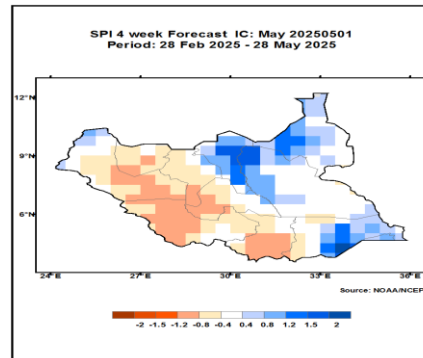 SPI 4 week Forecast IC: May 20250501
Period: 28 Feb 2025 - 28 May 2025
12°N
9°N
6°N
24°E 27°E 30°E 33°E 36°E
Source: NOAA/NCEP
-2 -1.5 -1.2 -0.8 -0.4 0.4 0.8 1.2 1.5 2